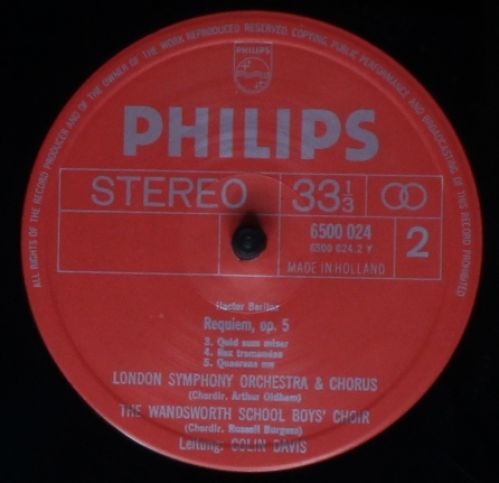 ALL RIGHTS OF THE RECORD PRODUCER AND OF THE OWNER OF THE WORK REPRODUCED RESERVED. COPYING, PUBLIC PERFORMANCE AND BROADCASTING OF THIS RECORD PROHIBITED
PHILIPS
PHILIPS
STEREO 33 1/3
6500 024
6500 024.2 Y
2
MADE IN HOLLAND
Hector Berlioz
Requiem, op. 5
3. Quid sum miser
4. Rex tremendae
5. Quaerens me
LONDON SYMPHONY ORCHESTRA & CHORUS
(Chordir. Arthur Oldham)
THE WANDSWORTH SCHOOL BOYS' CHOIR
(Chordir. Russell Burgess)
Leitung: COLIN DAVIS